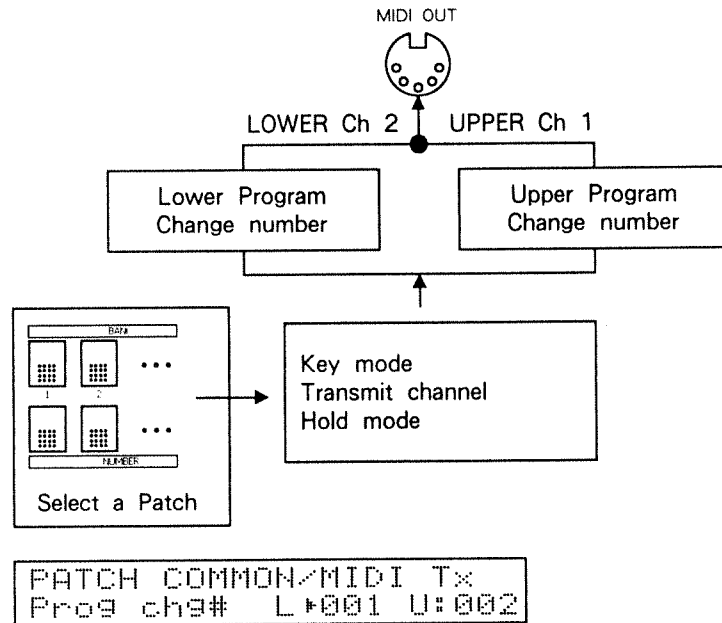 MIDI OUT
LOWER Ch 2 UPPER Ch 1
Lower Program
Change number
Upper Program
Change number
BANK
1 2 •••
•••
NUMBER
Select a Patch
Key mode
Transmit channel
Hold mode
PATCH COMMON/MIDI Tx
Prog chg# L▶001 U:002